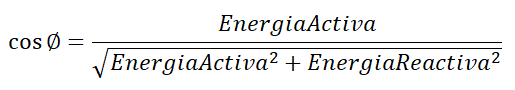 cos ∅ = EnergiaActiva / √(EnergiaActiva² + EnergiaReactiva²)